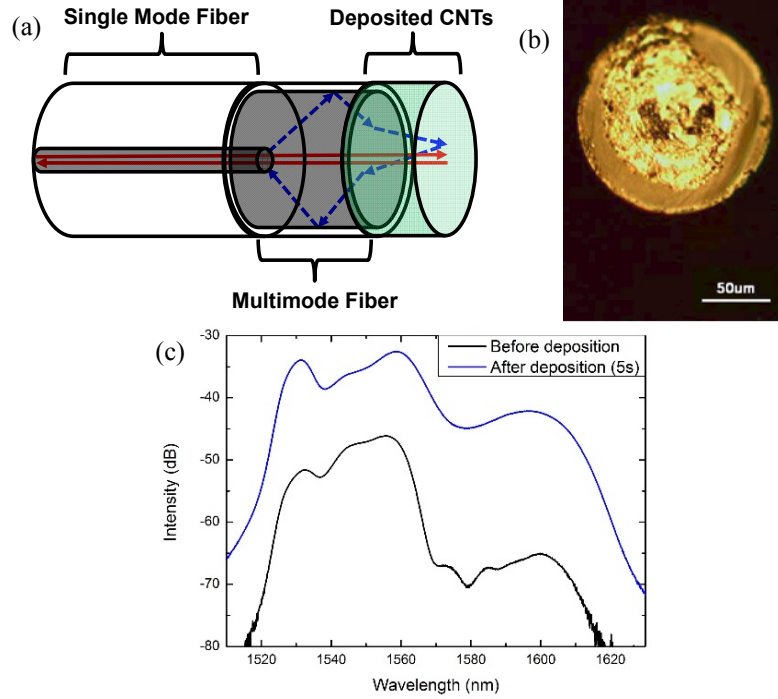 (a)
Single Mode Fiber
Deposited CNTs
Multimode Fiber
(b)
50um
(c)
Before deposition
After deposition (5s)
Intensity (dB)
-30
-40
-50
-60
-70
-80
1520
1540
1560
1580
1600
1620
Wavelength (nm)